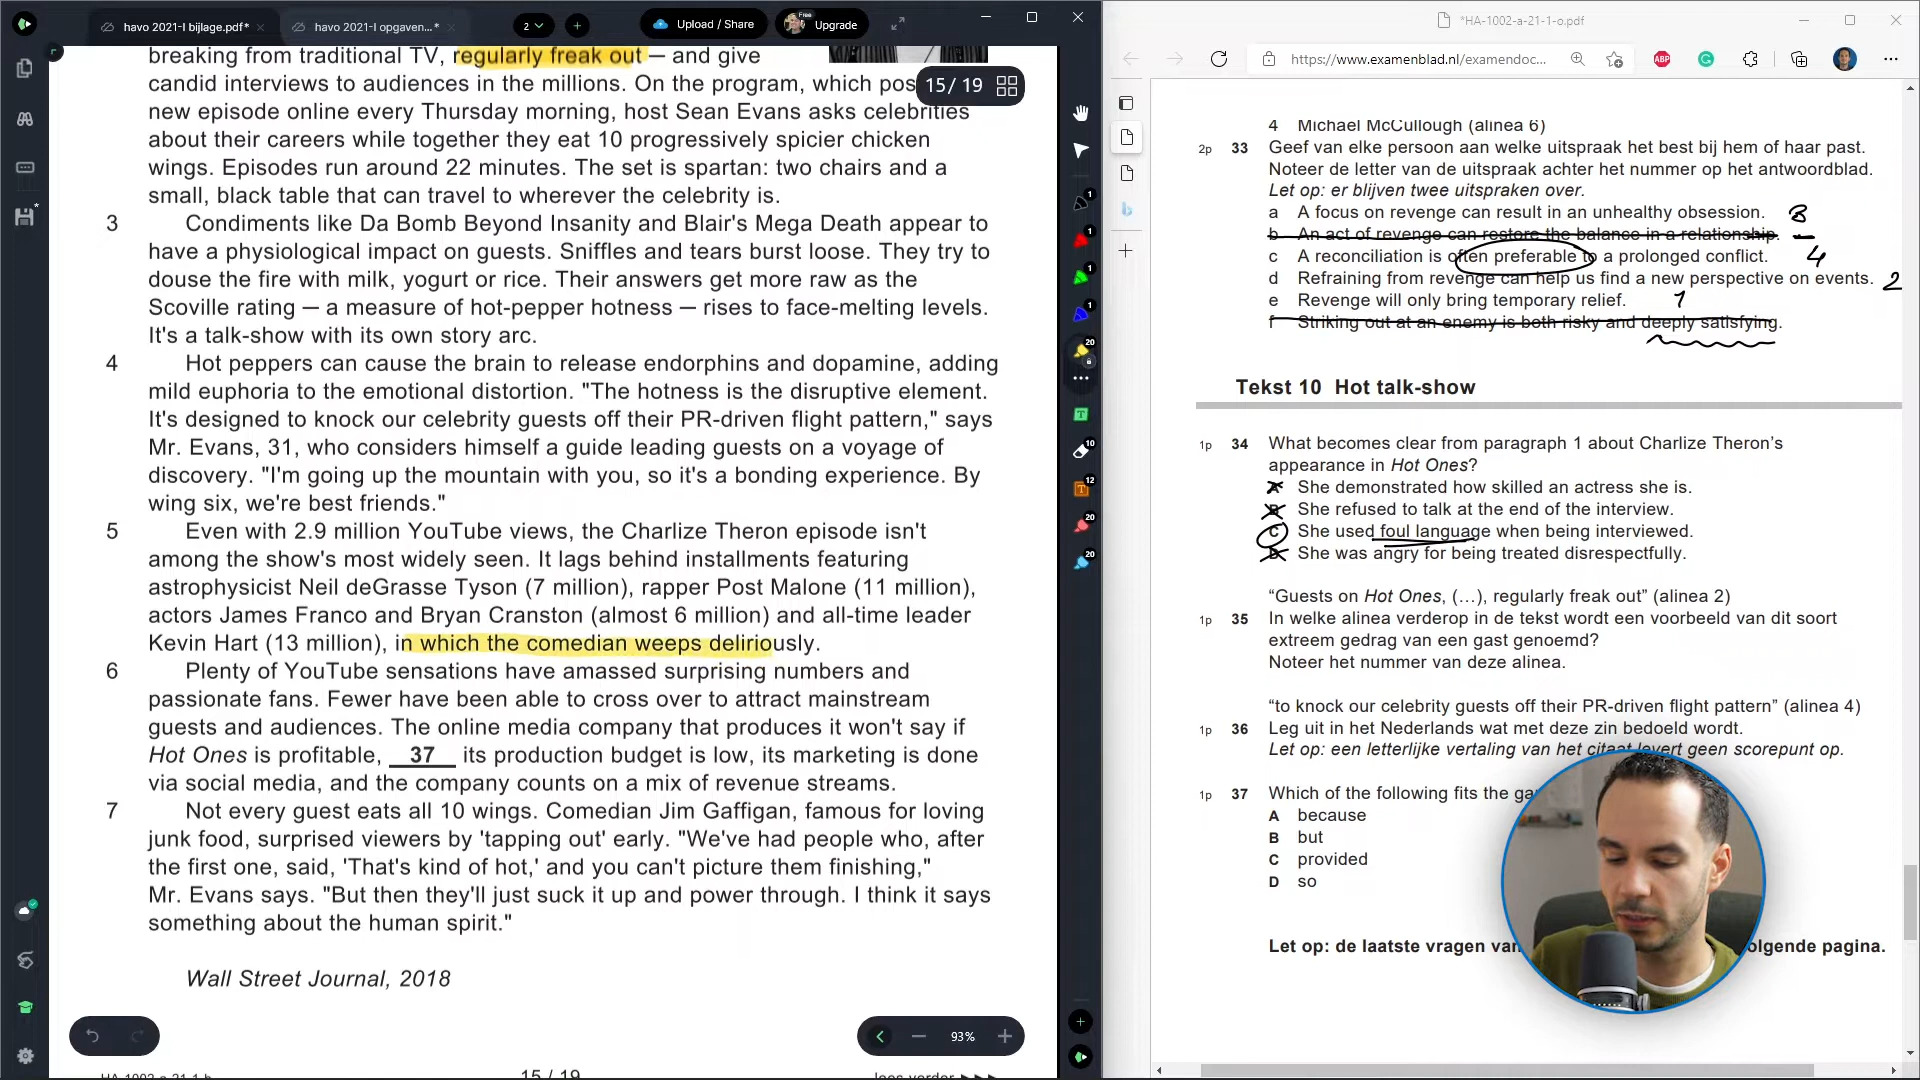 havo 2021-I bijlage.pdf*
havo 2021-I opgaven...*
2
Upload / Share
Free
Upgrade
breaking from traditional TV, regularly freak out — and give
candid interviews to audiences in the millions. On the program, which pos
15/ 19
new episode online every Thursday morning, host Sean Evans asks celebrities
about their careers while together they eat 10 progressively spicier chicken
wings. Episodes run around 22 minutes. The set is spartan: two chairs and a
small, black table that can travel to wherever the celebrity is.
3 Condiments like Da Bomb Beyond Insanity and Blair's Mega Death appear to
have a physiological impact on guests. Sniffles and tears burst loose. They try to
douse the fire with milk, yogurt or rice. Their answers get more raw as the
Scoville rating — a measure of hot-pepper hotness — rises to face-melting levels.
It's a talk-show with its own story arc.
4 Hot peppers can cause the brain to release endorphins and dopamine, adding
mild euphoria to the emotional distortion. "The hotness is the disruptive element.
It's designed to knock our celebrity guests off their PR-driven flight pattern," says
Mr. Evans, 31, who considers himself a guide leading guests on a voyage of
discovery. "I'm going up the mountain with you, so it's a bonding experience. By
wing six, we're best friends."
5 Even with 2.9 million YouTube views, the Charlize Theron episode isn't
among the show's most widely seen. It lags behind installments featuring
astrophysicist Neil deGrasse Tyson (7 million), rapper Post Malone (11 million),
actors James Franco and Bryan Cranston (almost 6 million) and all-time leader
Kevin Hart (13 million), in which the comedian weeps deliriously.
6 Plenty of YouTube sensations have amassed surprising numbers and
passionate fans. Fewer have been able to cross over to attract mainstream
guests and audiences. The online media company that produces it won't say if
Hot Ones is profitable, 37 its production budget is low, its marketing is done
via social media, and the company counts on a mix of revenue streams.
7 Not every guest eats all 10 wings. Comedian Jim Gaffigan, famous for loving
junk food, surprised viewers by 'tapping out' early. "We've had people who, after
the first one, said, 'That's kind of hot,' and you can't picture them finishing,"
Mr. Evans says. "But then they'll just suck it up and power through. I think it says
something about the human spirit."
Wall Street Journal, 2018
93%
15 / 19
1
1
1
1
20
10
12
20
20
*HA-1002-a-21-1-o.pdf
https://www.examenblad.nl/examendoc...
ABP
4 Michael McCullough (alinea 6)
2p 33 Geef van elke persoon aan welke uitspraak het best bij hem of haar past.
Noteer de letter van de uitspraak achter het nummer op het antwoordblad.
Let op: er blijven twee uitspraken over.
a A focus on revenge can result in an unhealthy obsession. 3
b An act of revenge can restore the balance in a relationship.
c A reconciliation is often preferable to a prolonged conflict. 4
d Refraining from revenge can help us find a new perspective on events. 2
e Revenge will only bring temporary relief. 1
f Striking out at an enemy is both risky and deeply satisfying.
Tekst 10 Hot talk-show
1p 34 What becomes clear from paragraph 1 about Charlize Theron's
appearance in Hot Ones?
A She demonstrated how skilled an actress she is.
B She refused to talk at the end of the interview.
C She used foul language when being interviewed.
D She was angry for being treated disrespectfully.
"Guests on Hot Ones, (…), regularly freak out" (alinea 2)
1p 35 In welke alinea verderop in de tekst wordt een voorbeeld van dit soort
extreem gedrag van een gast genoemd?
Noteer het nummer van deze alinea.
"to knock our celebrity guests off their PR-driven flight pattern" (alinea 4)
1p 36 Leg uit in het Nederlands wat met deze zin bedoeld wordt.
Let op: een letterlijke vertaling van het citaat levert geen scorepunt op.
1p 37 Which of the following fits the ga
A because
B but
C provided
D so
Let op: de laatste vragen van olgende pagina.